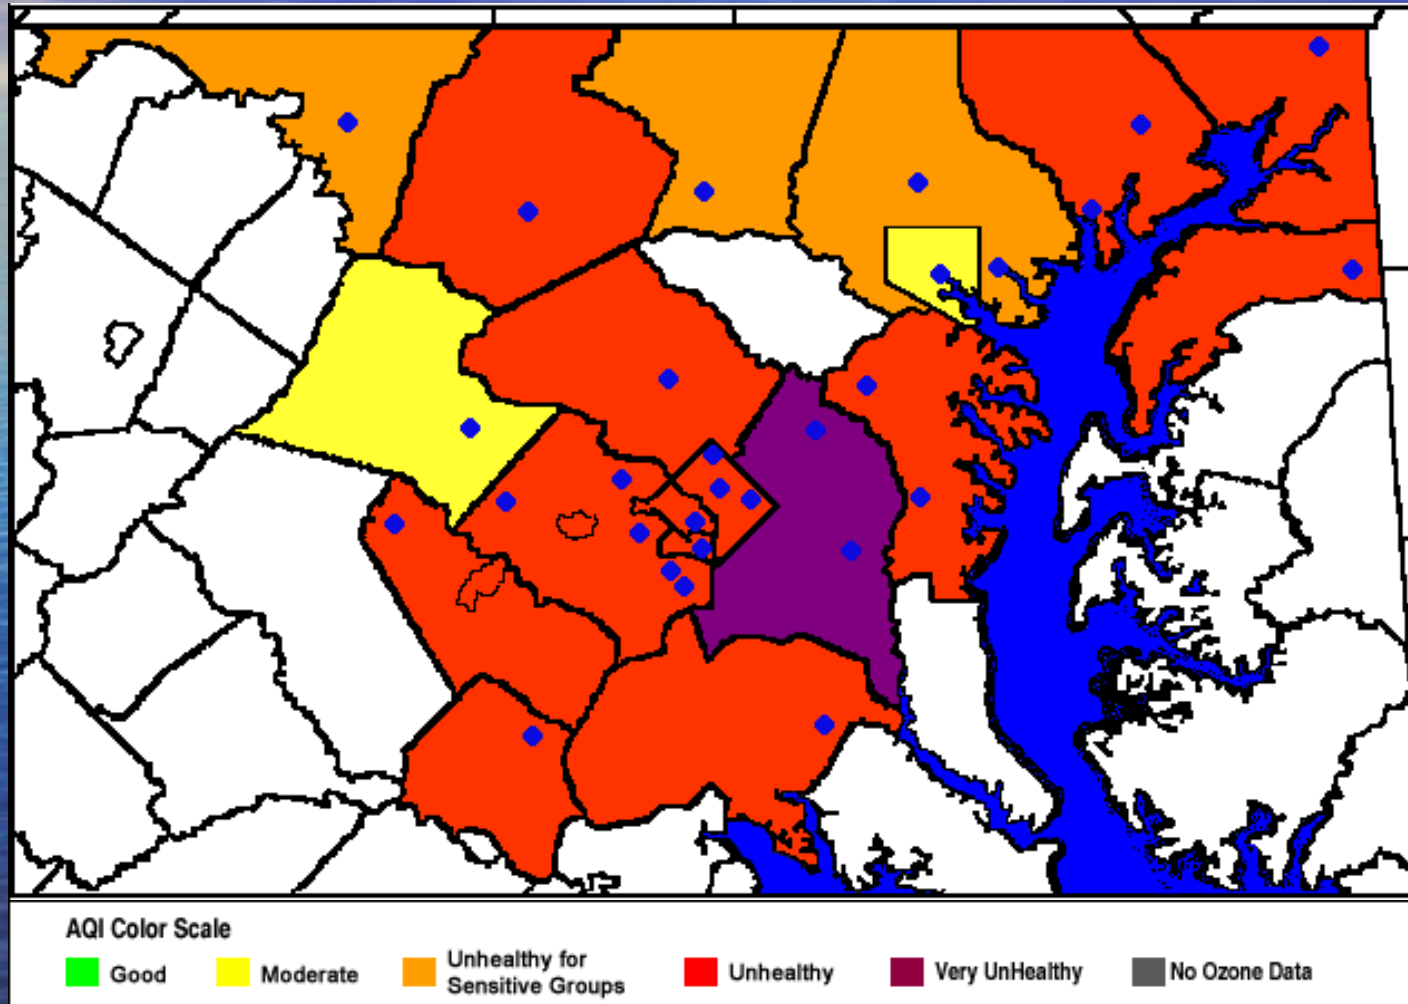 AQI Color Scale
Good
Moderate
Unhealthy for
Sensitive Groups
Unhealthy
Very UnHealthy
No Ozone Data